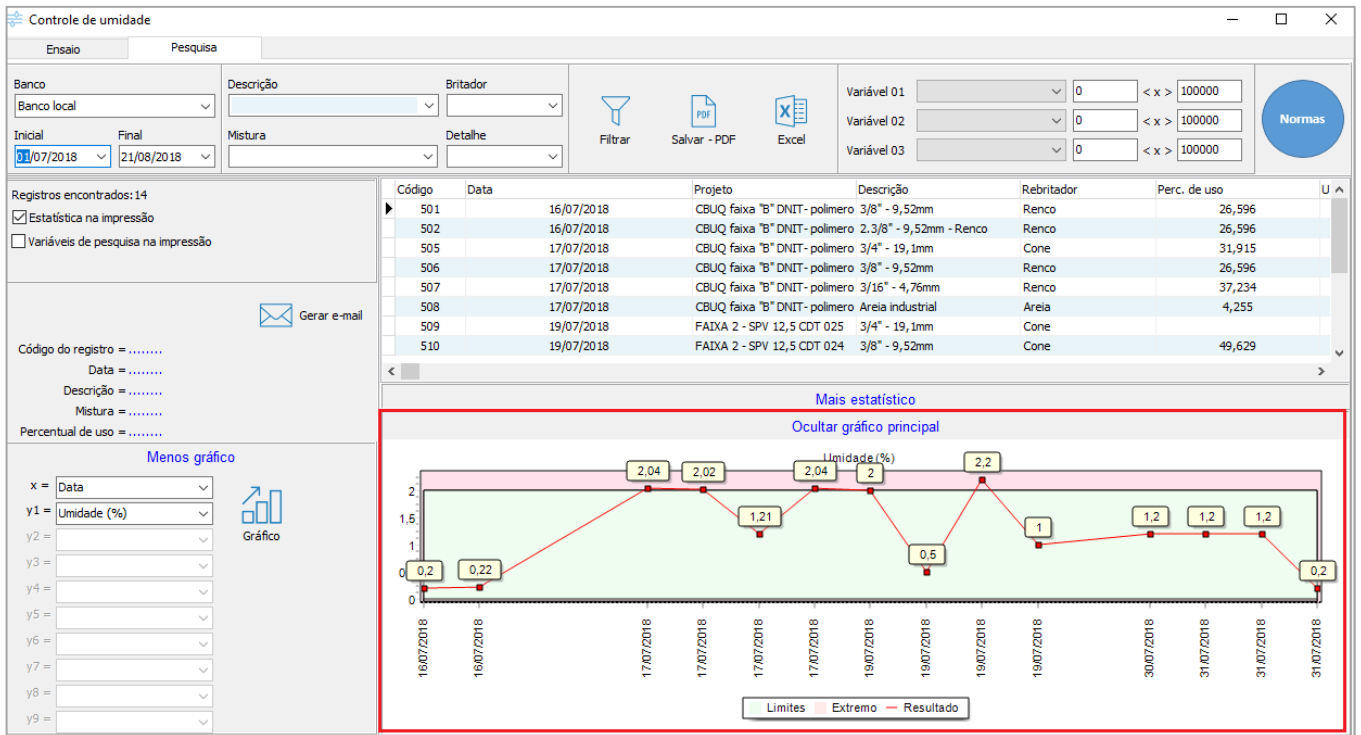 Controle de umidade
Ensaio Pesquisa
Banco Descrição Britador
Banco local
Inicial Final Mistura Detalhe
01/07/2018 21/08/2018
Filtrar Salvar - PDF Excel
PDF
Variável 01 0 < x > 100000
Variável 02 0 < x > 100000
Variável 03 0 < x > 100000
Normas
Registros encontrados:14
Estatística na impressão
Variáveis de pesquisa na impressão
Gerar e-mail
Código do registro = ........
Data = ........
Descrição = ........
Mistura = ........
Percentual de uso = ........
Menos gráfico
x = Data
y1 = Umidade (%)
y2 =
y3 =
y4 =
y5 =
y6 =
y7 =
y8 =
y9 =
Gráfico
Código Data Projeto Descrição Rebritador Perc. de uso U
501 16/07/2018 CBUQ faixa "B" DNIT- polimero 3/8" - 9,52mm Renco 26,596
502 16/07/2018 CBUQ faixa "B" DNIT- polimero 2.3/8" - 9,52mm - Renco Renco 26,596
505 17/07/2018 CBUQ faixa "B" DNIT- polimero 3/4" - 19,1mm Cone 31,915
506 17/07/2018 CBUQ faixa "B" DNIT- polimero 3/8" - 9,52mm Renco 26,596
507 17/07/2018 CBUQ faixa "B" DNIT- polimero 3/16" - 4,76mm Renco 37,234
508 17/07/2018 CBUQ faixa "B" DNIT- polimero Areia industrial Areia 4,255
509 19/07/2018 FAIXA 2 - SPV 12,5 CDT 025 3/4" - 19,1mm Cone
510 19/07/2018 FAIXA 2 - SPV 12,5 CDT 024 3/8" - 9,52mm Cone 49,629
Mais estatístico
Ocultar gráfico principal
Umidade (%)
2
1,5
1
0
0,2 0,22 2,04 2,02 1,21 2,04 2 0,5 2,2 1 1,2 1,2 1,2 0,2
16/07/2018 16/07/2018 17/07/2018 17/07/2018 17/07/2018 17/07/2018 19/07/2018 19/07/2018 19/07/2018 19/07/2018 30/07/2018 31/07/2018 31/07/2018 31/07/2018
Limites Extremo Resultado